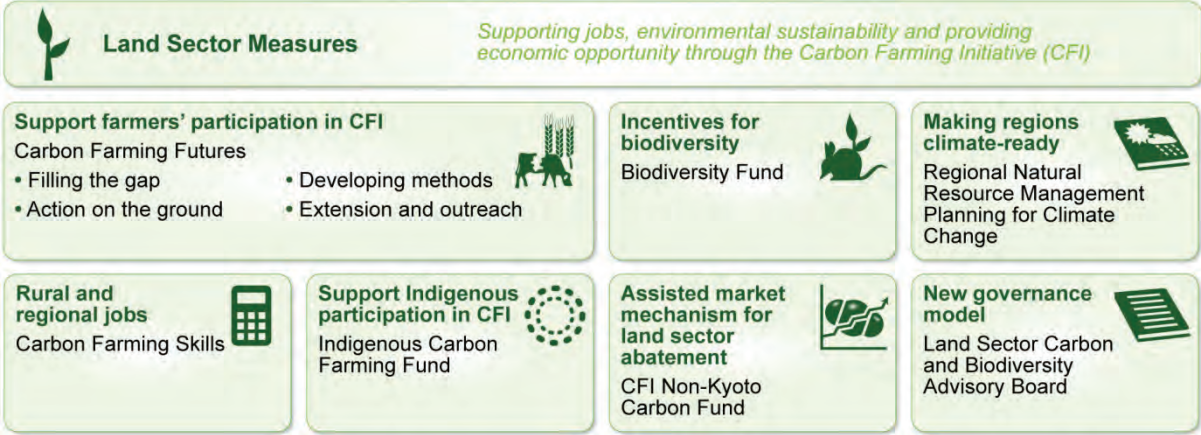 Land Sector Measures
Supporting jobs, environmental sustainability and providing
economic opportunity through the Carbon Farming Initiative (CFI)
Support farmers' participation in CFI
Carbon Farming Futures
• Filling the gap
• Action on the ground
• Developing methods
• Extension and outreach
Incentives for
biodiversity
Biodiversity Fund
Making regions
climate-ready
Regional Natural
Resource Management
Planning for Climate
Change
Rural and
regional jobs
Carbon Farming Skills
Support Indigenous
participation in CFI
Indigenous Carbon
Farming Fund
Assisted market
mechanism for
land sector
abatement
CFI Non-Kyoto
Carbon Fund
New governance
model
Land Sector Carbon
and Biodiversity
Advisory Board